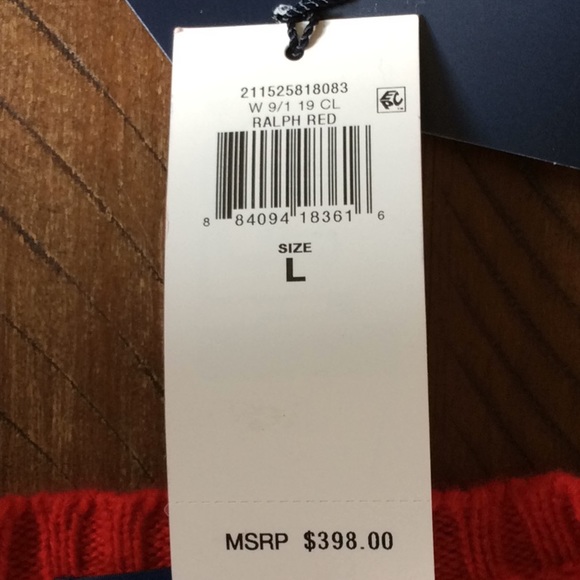 211525818083
W 9/1 19 CL
RALPH RED
8 84094 18361 6
SIZE
L
MSRP $398.00